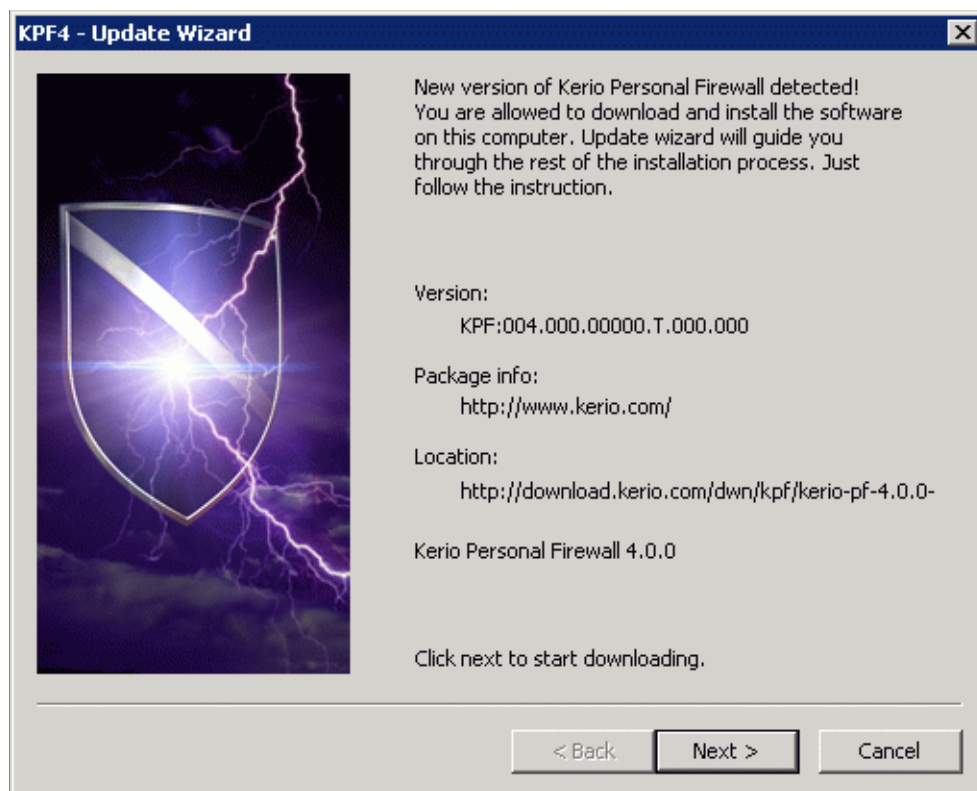 KPF4 - Update Wizard
New version of Kerio Personal Firewall detected!
You are allowed to download and install the software
on this computer. Update wizard will guide you
through the rest of the installation process. Just
follow the instruction.
Version:
KPF:004.000.00000.T.000.000
Package info:
http://www.kerio.com/
Location:
http://download.kerio.com/dwn/kpf/kerio-pf-4.0.0-
Kerio Personal Firewall 4.0.0
Click next to start downloading.
< Back
Next >
Cancel